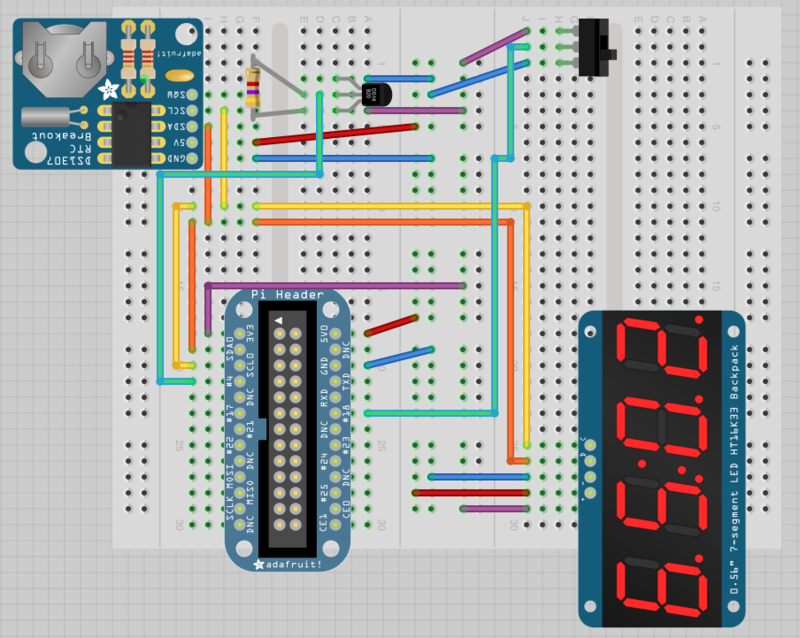 adafruit!
SQW
SCL
SDA
5V
GND
DS1307
RTC
Breakout
J I H G F E D C B A
J I H G F E D C B A
1
5
10
15
25
30
Pi Header
3V3
SDA0
SCL0
#4
DNC
#17
#21
#22
DNC
MOSI
MISO
SCLK
DNC
5V0
DNC
GND
TXD
RXD
#18
DNC
#23
#24
DNC
#25
CE0
CE1
adafruit!
0.56" 7-segment LED HT16K33 Backpack